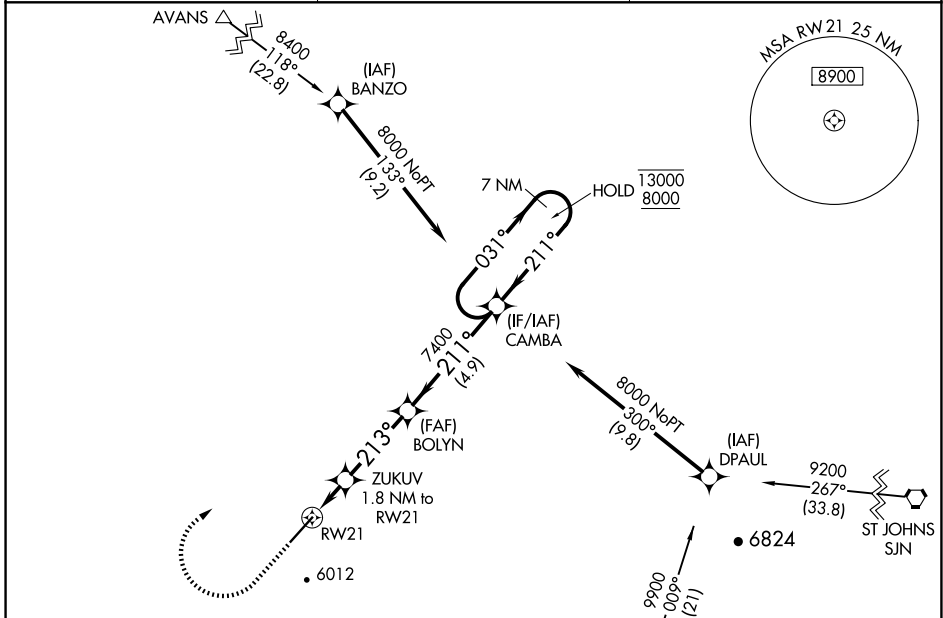 AVANS
8400
118°
(22.8)
(IAF)
BANZO
MSA RW21 25 NM
8900
8000 NoPT
133°
(9.2)
7 NM
HOLD
13000
8000
031°
211°
(IF/IAF)
CAMBA
7400
211°
(4.9)
(FAF)
BOLYN
213°
ZUKUV
1.8 NM to
RW21
RW21
6012
8000 NoPT
300°
(9.8)
(IAF)
DPAUL
9200
267°
(33.8)
ST JOHNS
SJN
6824
9900
009°
(21)